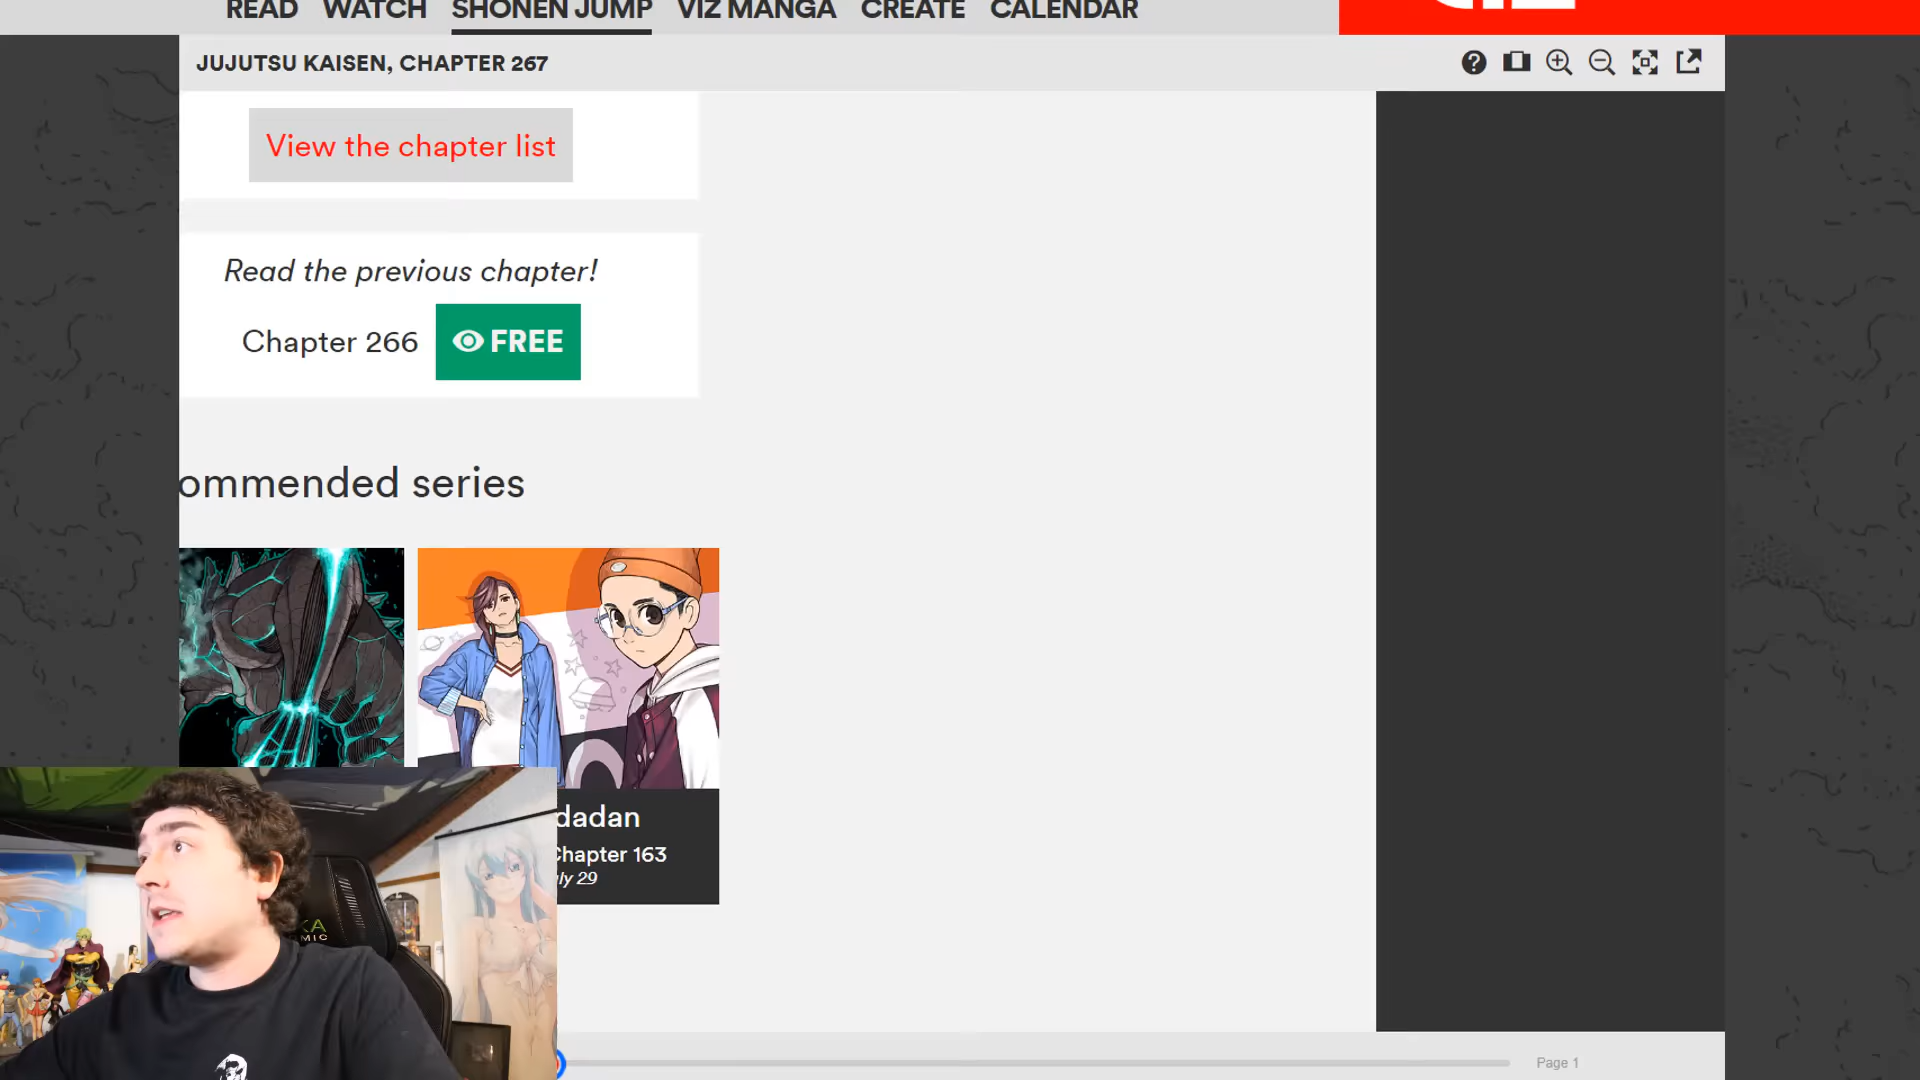 READ WATCH SHONEN JUMP VIZ MANGA CREATE CALENDAR
JUJUTSU KAISEN, CHAPTER 267
View the chapter list
Read the previous chapter!
Chapter 266 FREE
ommended series
dadan
Chapter 163
ly 29
Page 1